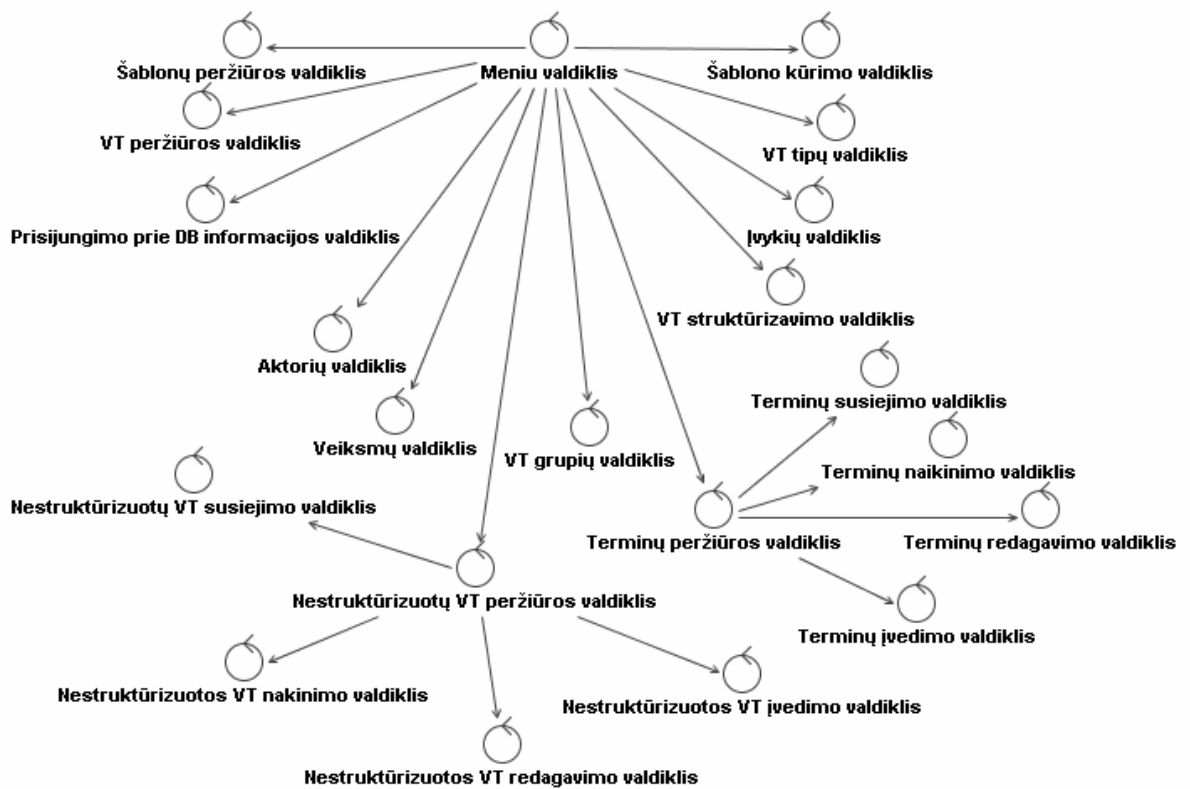 Šablonų peržiūros valdiklis
Meniu valdiklis
Šablono kūrimo valdiklis
VT peržiūros valdiklis
VT tipų valdiklis
Prisijungimo prie DB informacijos valdiklis
Įvykių valdiklis
VT struktūrizavimo valdiklis
Aktorių valdiklis
Terminų susiejimo valdiklis
Veiksmų valdiklis
VT grupių valdiklis
Terminų naikinimo valdiklis
Nestruktūrizuotų VT susiejimo valdiklis
Terminų peržiūros valdiklis
Terminų redagavimo valdiklis
Nestruktūrizuotų VT peržiūros valdiklis
Terminų įvedimo valdiklis
Nestruktūrizuotos VT nakinimo valdiklis
Nestruktūrizuotos VT įvedimo valdiklis
Nestruktūrizuotos VT redagavimo valdiklis